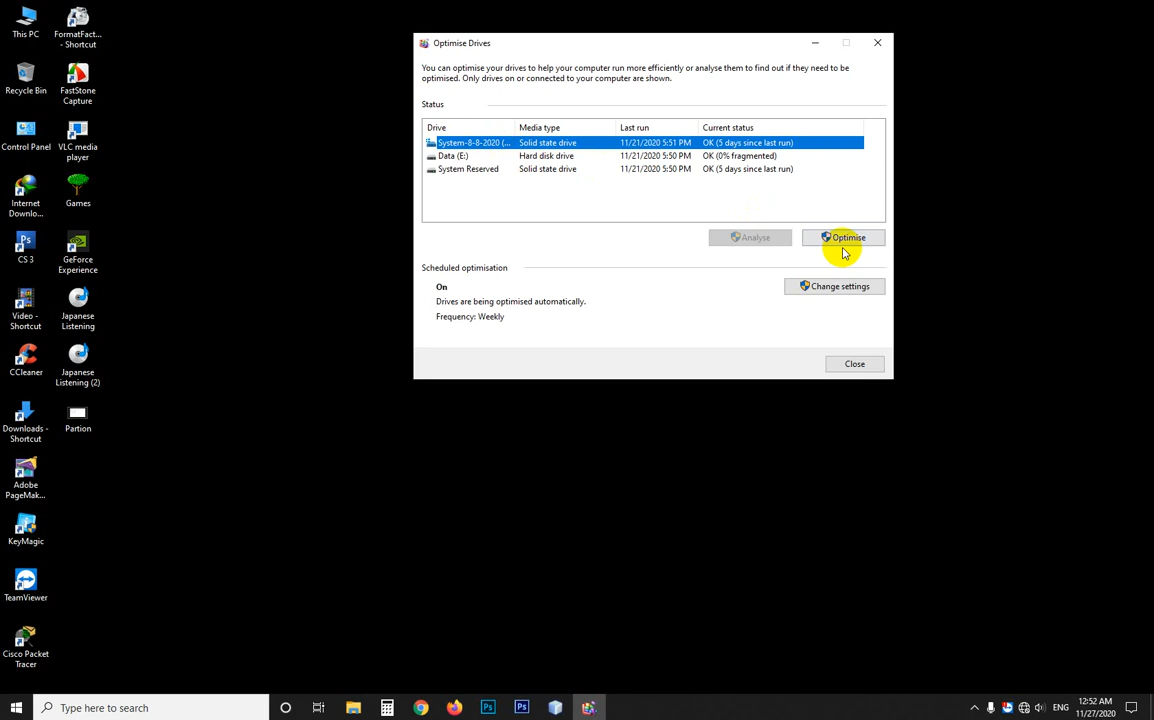 This PC
FormatFact...
- Shortcut
Recycle Bin
FastStone
Capture
Control Panel
VLC media
player
Internet
Downlo...
Games
CS 3
GeForce
Experience
Video -
Shortcut
Japanese
Listening
CCleaner
Japanese
Listening (2)
Downloads -
Shortcut
Partion
Adobe
PageMak...
KeyMagic
TeamViewer
Cisco Packet
Tracer
Optimise Drives
You can optimise your drives to help your computer run more efficiently or analyse them to find out if they need to be
optimised. Only drives on or connected to your computer are shown.
Status
Drive Media type Last run Current status
System-8-8-2020 (... Solid state drive 11/21/2020 5:51 PM OK (5 days since last run)
Data (E:) Hard disk drive 11/21/2020 5:50 PM OK (0% fragmented)
System Reserved Solid state drive 11/21/2020 5:50 PM OK (5 days since last run)
Analyse Optimise
Scheduled optimisation
On Change settings
Drives are being optimised automatically.
Frequency: Weekly
Close
Type here to search
Ps
Ps
ENG
12:52 AM
11/27/2020